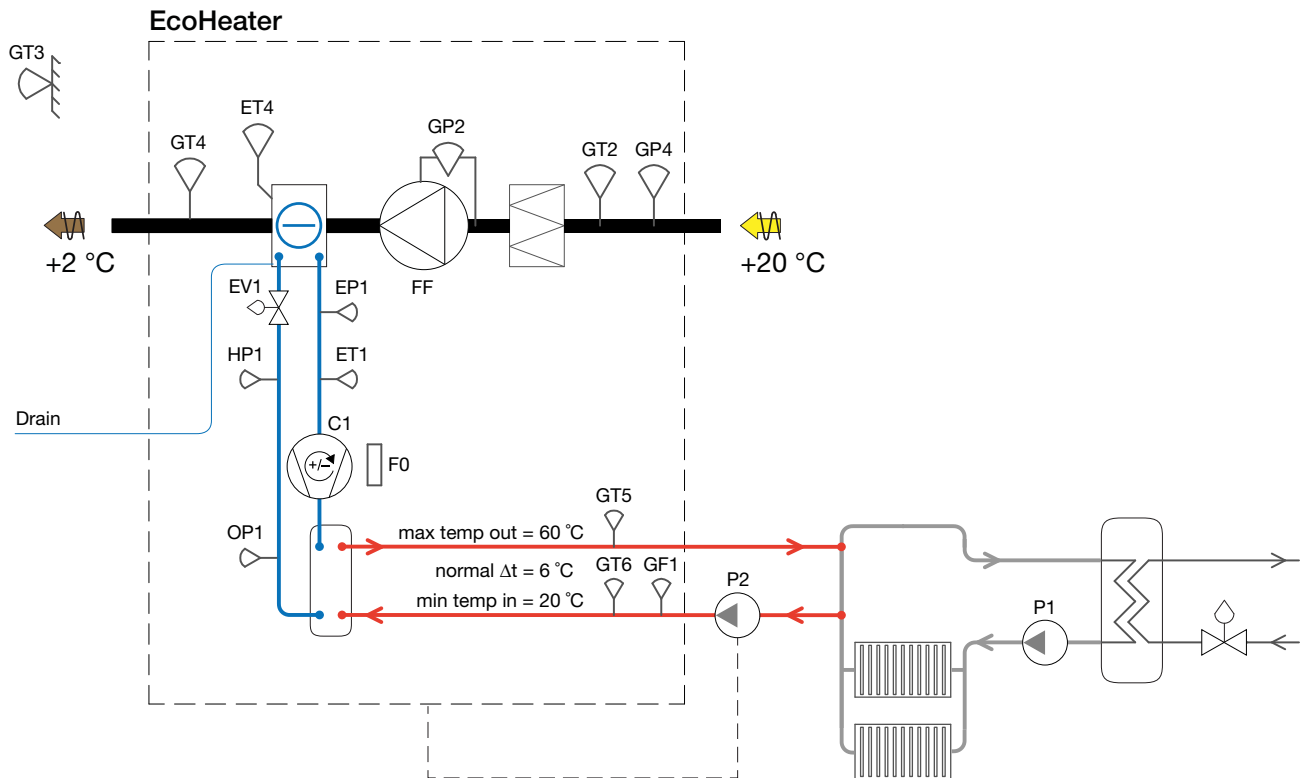 EcoHeater
GT3
ET4
GT4
GP2
GT2
GP4
+2 °C
+20 °C
FF
EV1
EP1
HP1
ET1
Drain
C1
+/−
F0
GT5
OP1
max temp out = 60 °C
normal Δt = 6 °C
GT6
GF1
P2
min temp in = 20 °C
P1